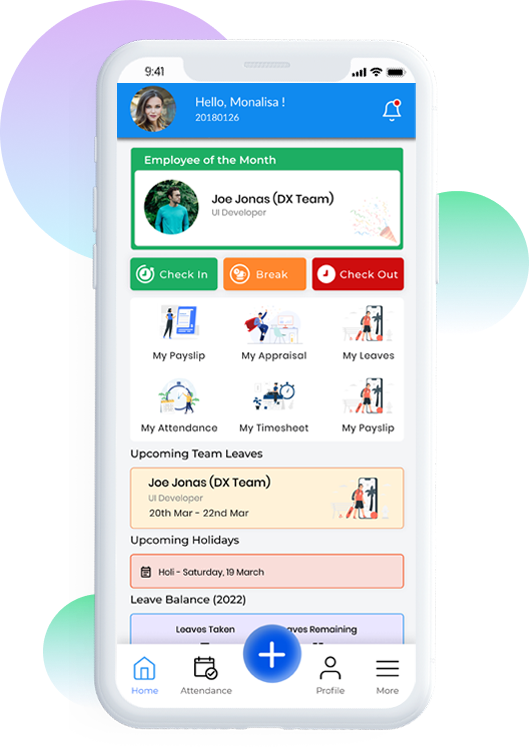 9:41
Hello, Monalisa !
20180126
Employee of the Month
Joe Jonas (DX Team)
UI Developer
Check In
Break
Check Out
My Payslip
My Appraisal
My Leaves
My Attendance
My Timesheet
My Payslip
Upcoming Team Leaves
Joe Jonas (DX Team)
UI Developer
20th Mar - 22nd Mar
Upcoming Holidays
Holi - Saturday, 19 March
Leave Balance (2022)
Leaves Taken
Remaining
Home
Attendance
Profile
More